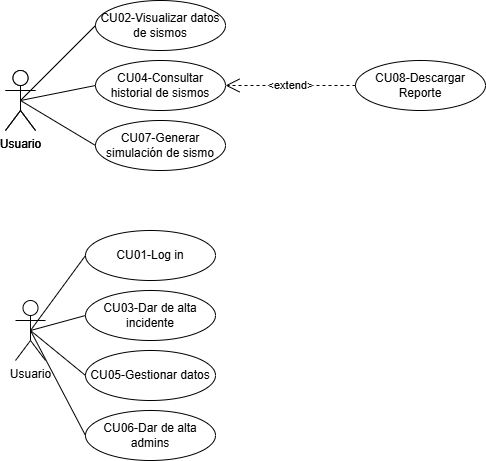 CU02-Visualizar datos
de sismos
CU04-Consultar
historial de sismos
<extend>
CU08-Descargar
Reporte
CU07-Generar
simulación de sismo
Usuario
CU01-Log in
CU03-Dar de alta
incidente
CU05-Gestionar datos
CU06-Dar de alta
admins
Usuario